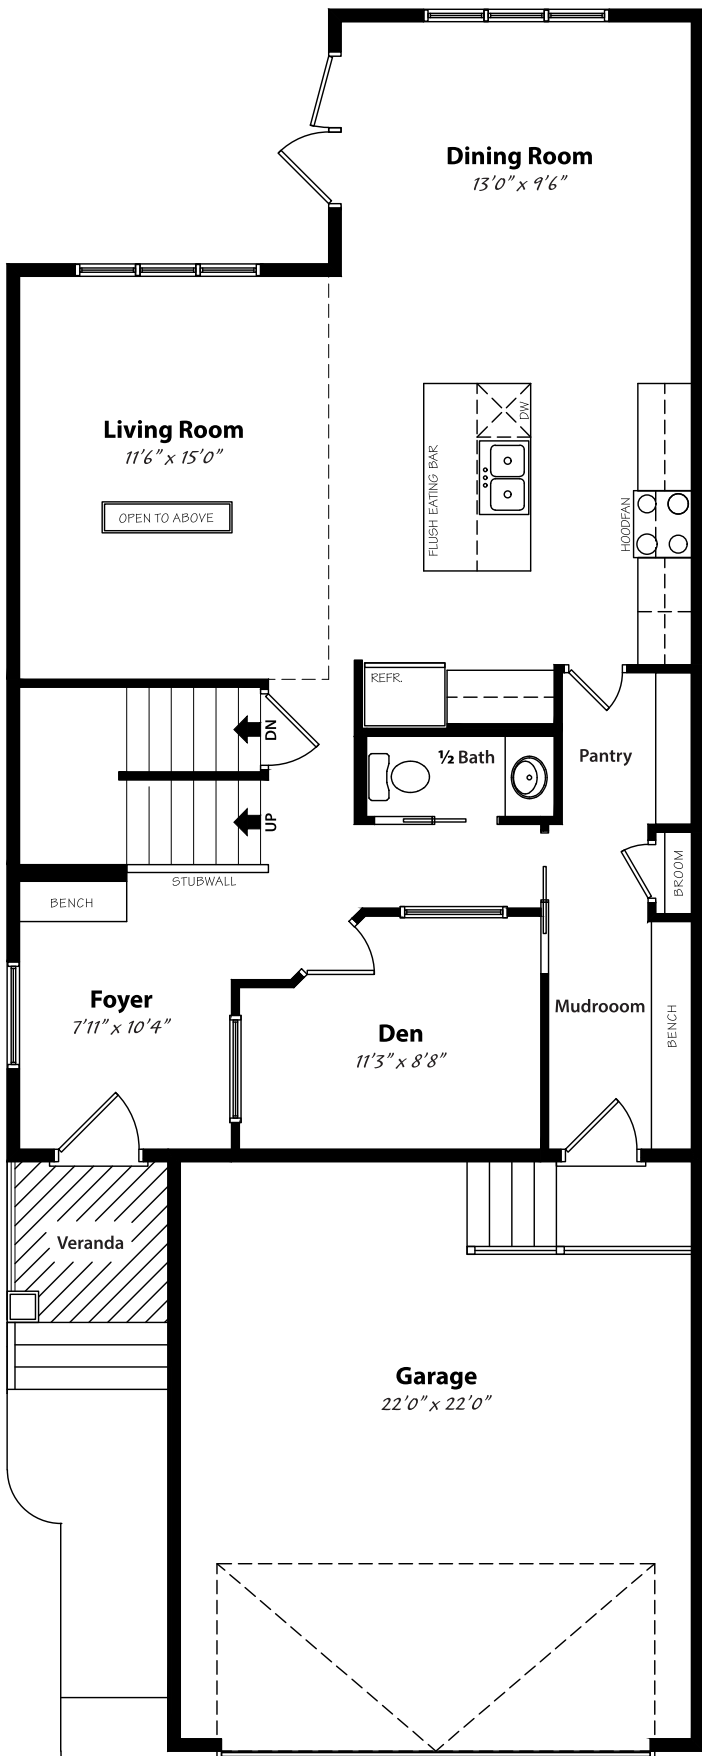 Dining Room
13'0" x 9'6"
Living Room
11'6" x 15'0"
OPEN TO ABOVE
DW
FLUSH EATING BAR
HOODFAN
REFR.
DN
½ Bath
Pantry
UP
STUBWALL
BROOM
BENCH
Foyer
7'11" x 10'4"
Den
11'3" x 8'8"
Mudrooom
BENCH
Veranda
Garage
22'0" x 22'0"